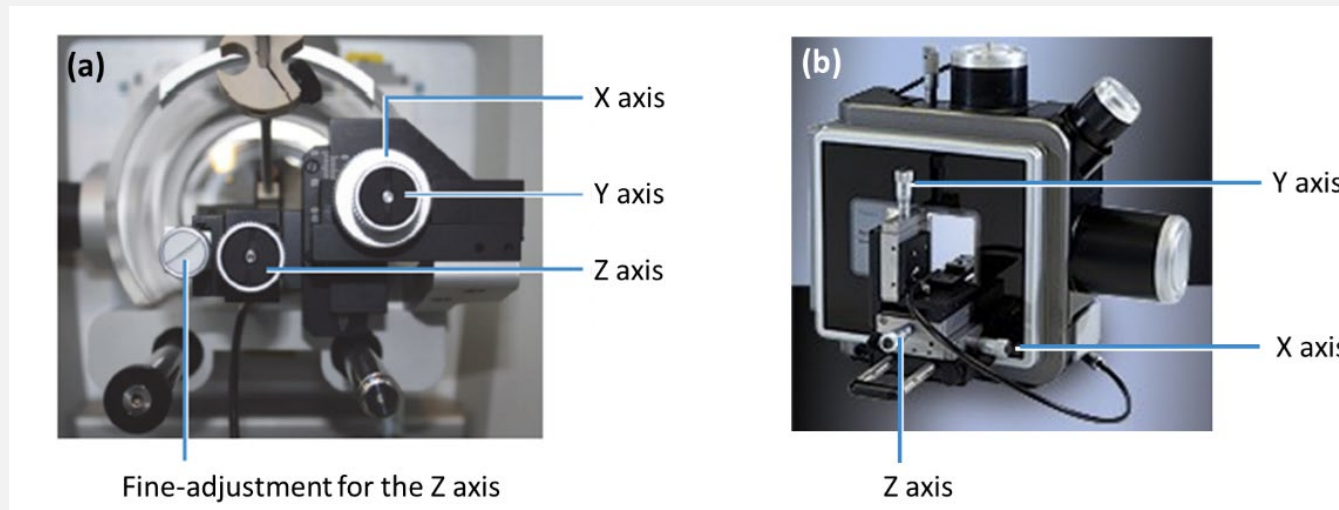 (a)
X axis
Y axis
Z axis
Fine-adjustment for the Z axis
(b)
Y axis
X axis
Z axis